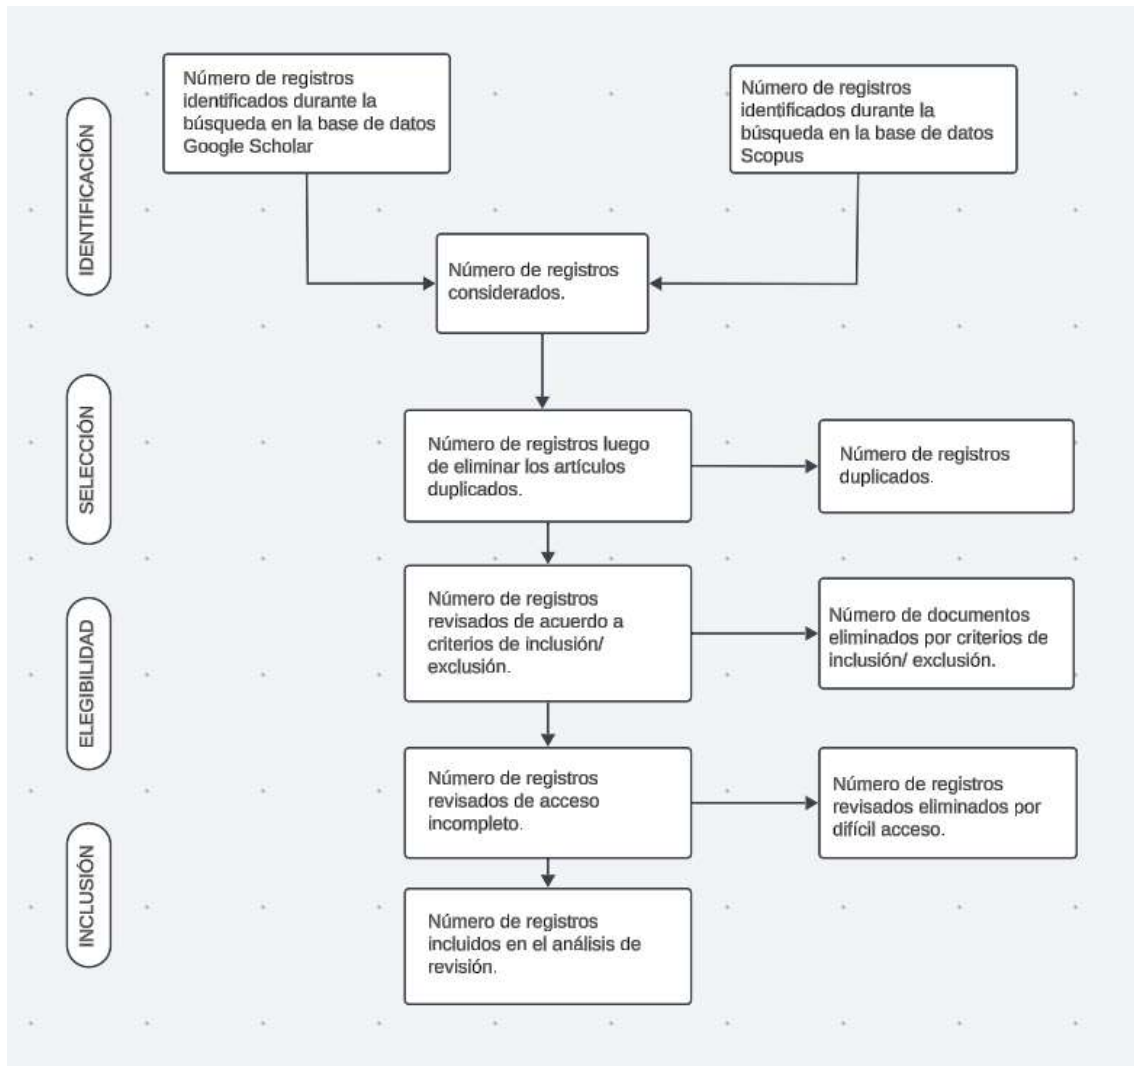 Número de registros
identificados durante la
búsqueda en la base de datos
Google Scholar
Número de registros
identificados durante la
búsqueda en la base de datos
Scopus
IDENTIFICACIÓN
Número de registros
considerados.
SELECCIÓN
Número de registros luego
de eliminar los artículos
duplicados.
Número de registros
duplicados.
ELEGIBILIDAD
Número de registros
revisados de acuerdo a
criterios de inclusión/
exclusión.
Número de documentos
eliminados por criterios de
inclusión/ exclusión.
Número de registros
revisados de acceso
incompleto.
Número de registros
revisados eliminados por
difícil acceso.
INCLUSIÓN
Número de registros
incluidos en el análisis de
revisión.